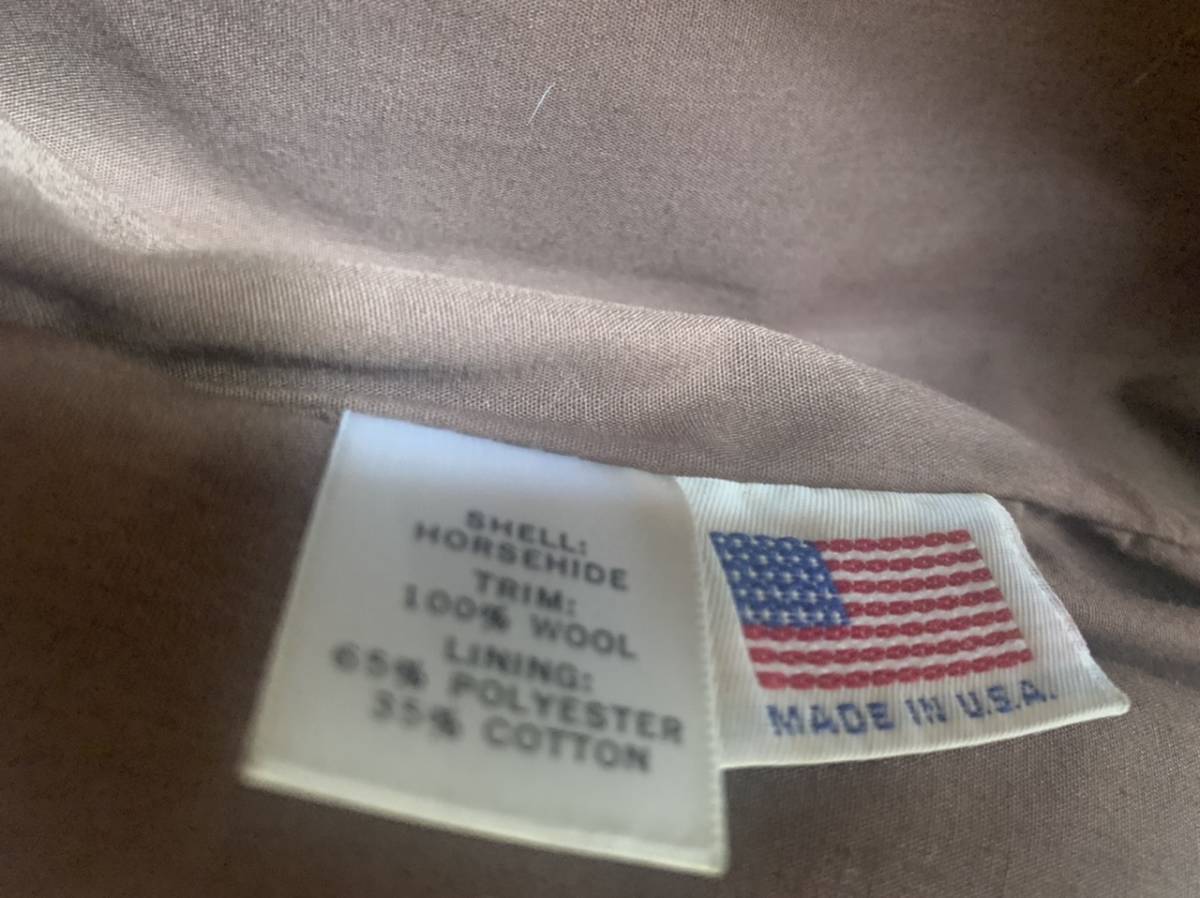 SHELL:
HORSEHIDE
TRIM:
100% WOOL
LINING:
65% POLYESTER
35% COTTON
MADE IN U.S.A.